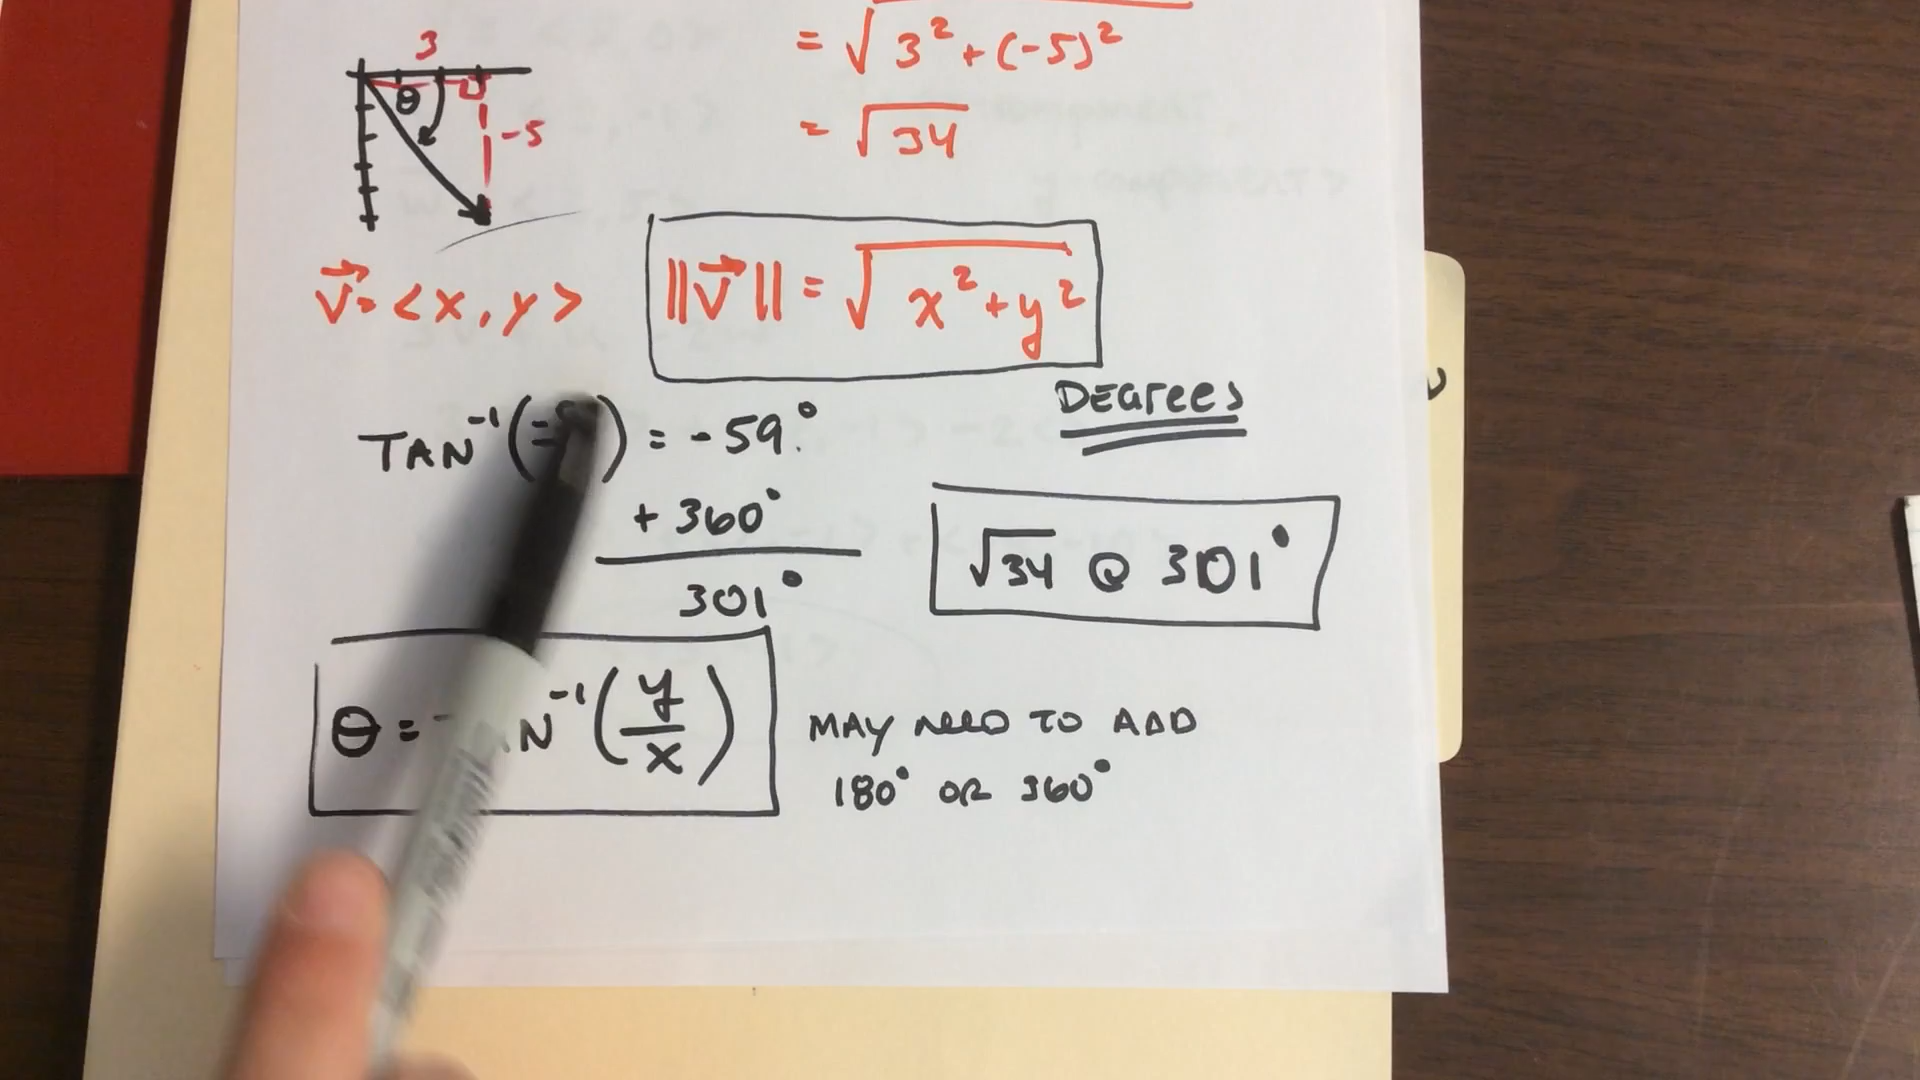 3
= √3² + (-5)²
θ
-5
= √34
v = <x, y>
||v|| = √x² + y²
DEGrees
TAN⁻¹( ) = -59°.
+ 360°
301°
√34 @ 301°
θ = TAN⁻¹(y/x)
MAY NEED TO ADD
180° OR 360°